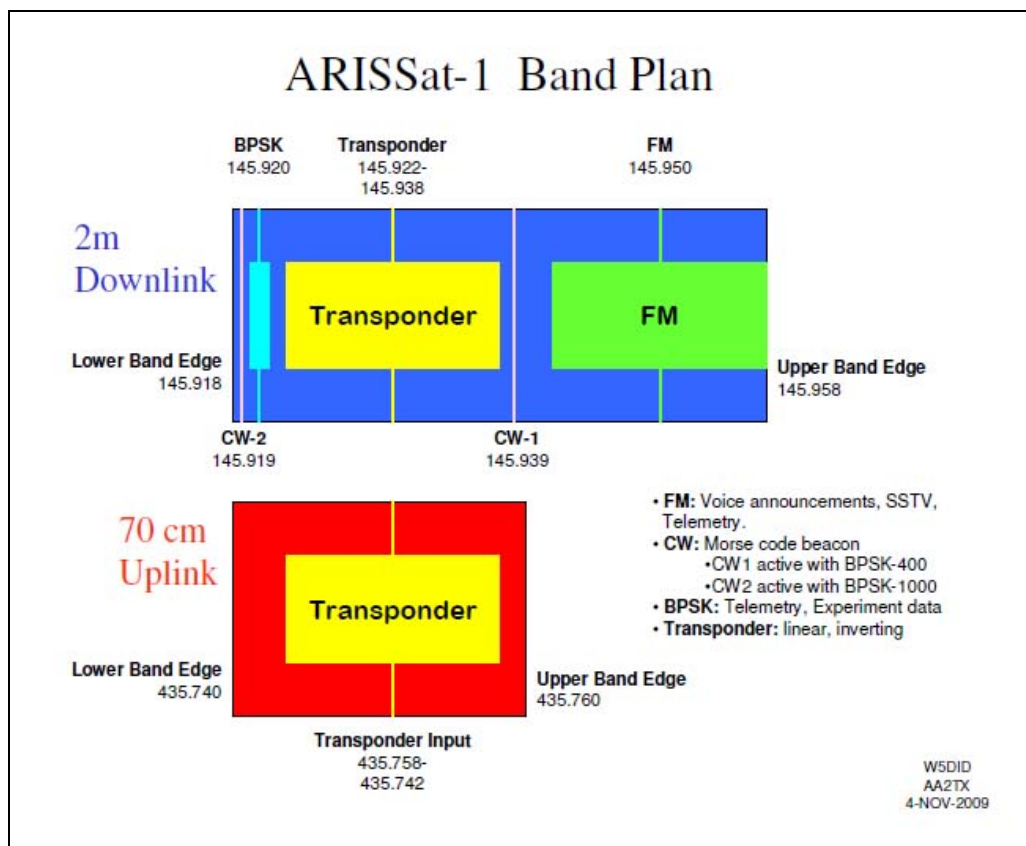 ARISSat-1 Band Plan
BPSK
145.920
Transponder
145.922-
145.938
FM
145.950
2m
Downlink
Transponder
FM
Lower Band Edge
145.918
Upper Band Edge
145.958
CW-2
145.919
CW-1
145.939
70 cm
Uplink
Transponder
Lower Band Edge
435.740
Upper Band Edge
435.760
Transponder Input
435.758-
435.742
• FM: Voice announcements, SSTV,
Telemetry.
• CW: Morse code beacon
•CW1 active with BPSK-400
•CW2 active with BPSK-1000
• BPSK: Telemetry, Experiment data
• Transponder: linear, inverting
W5DID
AA2TX
4-NOV-2009